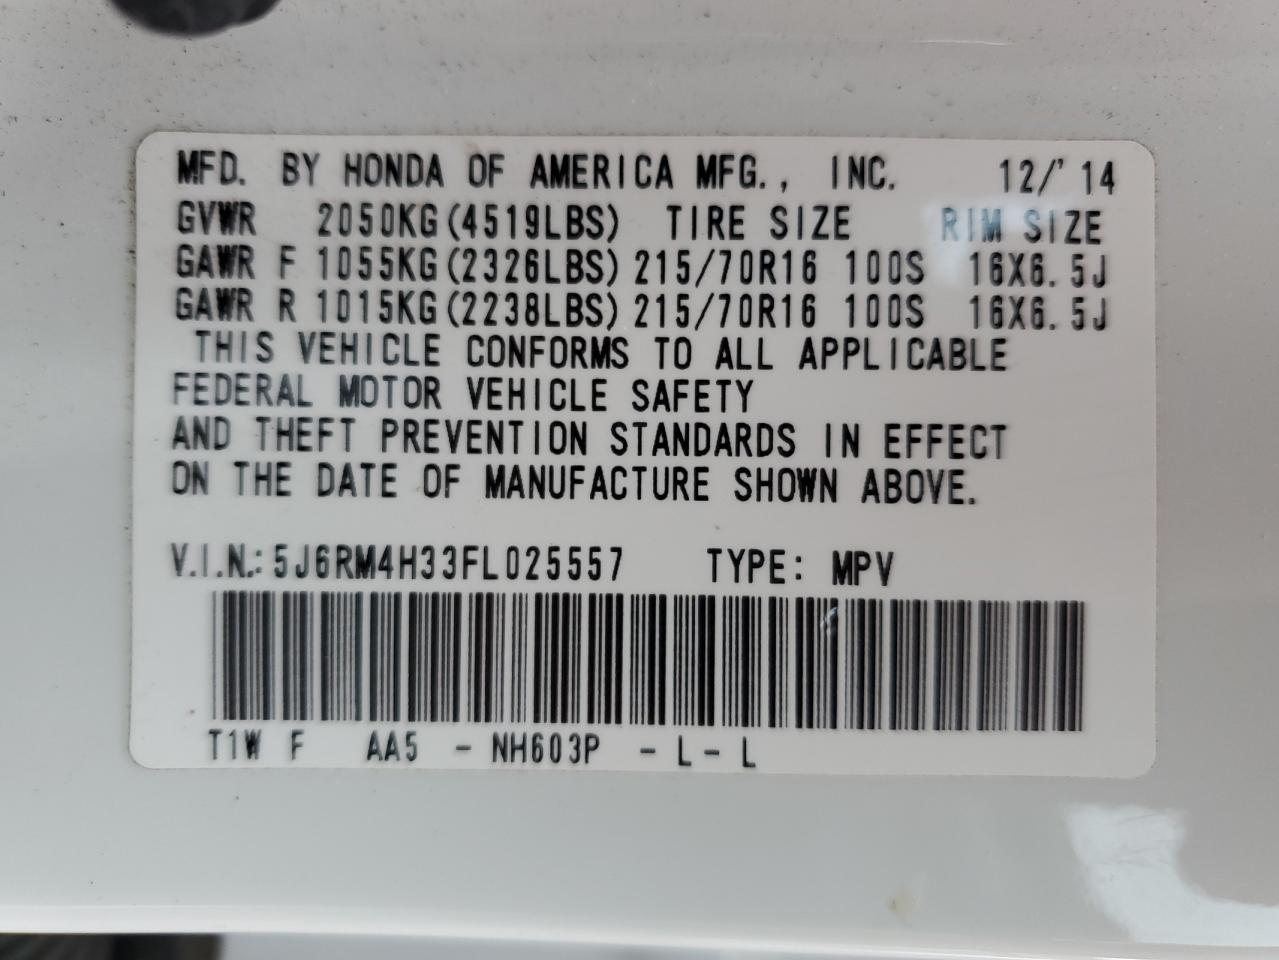 MFD. BY HONDA OF AMERICA MFG., INC. 12/'14
GVWR 2050KG(4519LBS) TIRE SIZE RIM SIZE
GAWR F 1055KG(2326LBS) 215/70R16 100S 16X6.5J
GAWR R 1015KG(2238LBS) 215/70R16 100S 16X6.5J
THIS VEHICLE CONFORMS TO ALL APPLICABLE
FEDERAL MOTOR VEHICLE SAFETY
AND THEFT PREVENTION STANDARDS IN EFFECT
ON THE DATE OF MANUFACTURE SHOWN ABOVE.
V.I.N.: 5J6RM4H33FL025557 TYPE: MPV
T1W F AA5 - NH603P - L - L